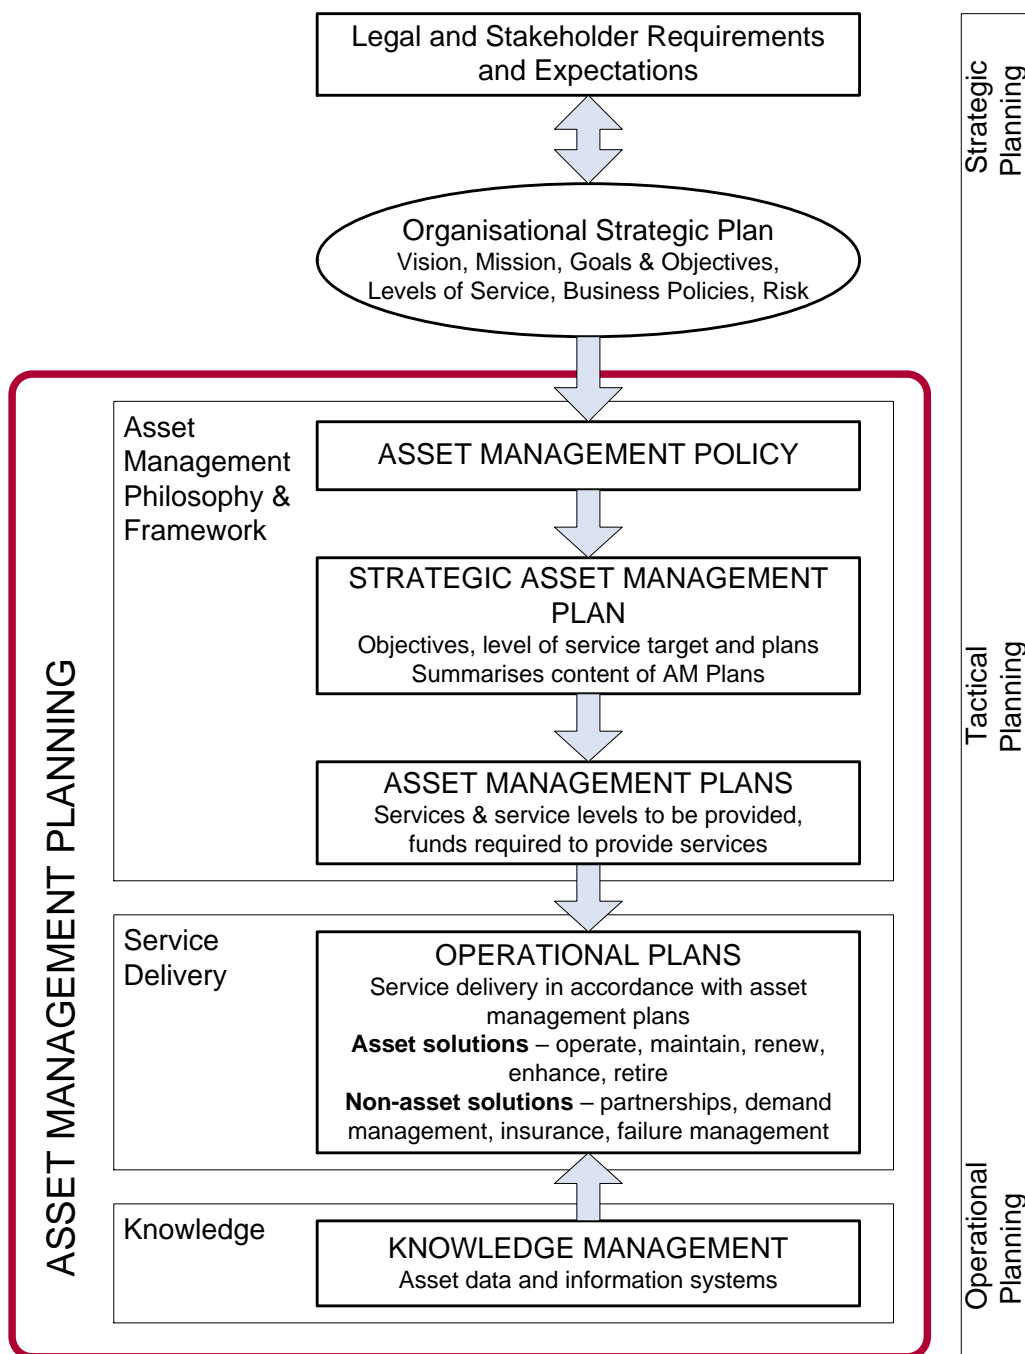 Legal and Stakeholder Requirements
and Expectations
Strategic
Planning
Organisational Strategic Plan
Vision, Mission, Goals & Objectives,
Levels of Service, Business Policies, Risk
ASSET MANAGEMENT PLANNING
Asset
Management
Philosophy &
Framework
ASSET MANAGEMENT POLICY
STRATEGIC ASSET MANAGEMENT
PLAN
Objectives, level of service target and plans
Summarises content of AM Plans
Tactical
Planning
ASSET MANAGEMENT PLANS
Services & service levels to be provided,
funds required to provide services
Service
Delivery
OPERATIONAL PLANS
Service delivery in accordance with asset
management plans
Asset solutions – operate, maintain, renew,
enhance, retire
Non-asset solutions – partnerships, demand
management, insurance, failure management
Operational
Planning
Knowledge
KNOWLEDGE MANAGEMENT
Asset data and information systems